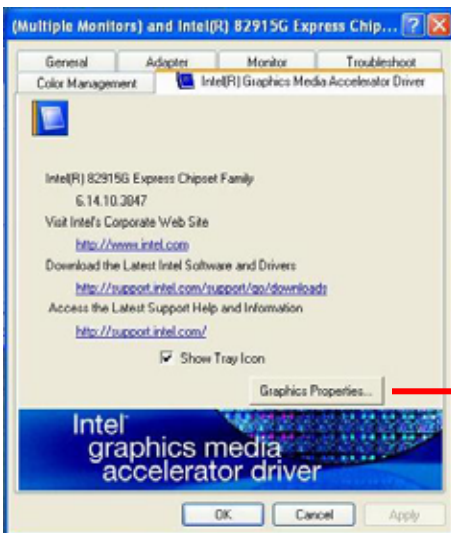 (Multiple Monitors) and Intel(R) 82915G Express Chip...
General Adapter Monitor Troubleshoot
Color Management Intel(R) Graphics Media Accelerator Driver
Intel(R) 82915G Express Chipset Family
6.14.10.3847
Visit Intel's Corporate Web Site
http://www.intel.com
Download the Latest Intel Software and Drivers
http://support.intel.com/support/go/downloads
Access the Latest Support Help and Information
http://support.intel.com/
Show Tray Icon
Graphics Properties...
Intel
graphics media
accelerator driver
OK Cancel Apply